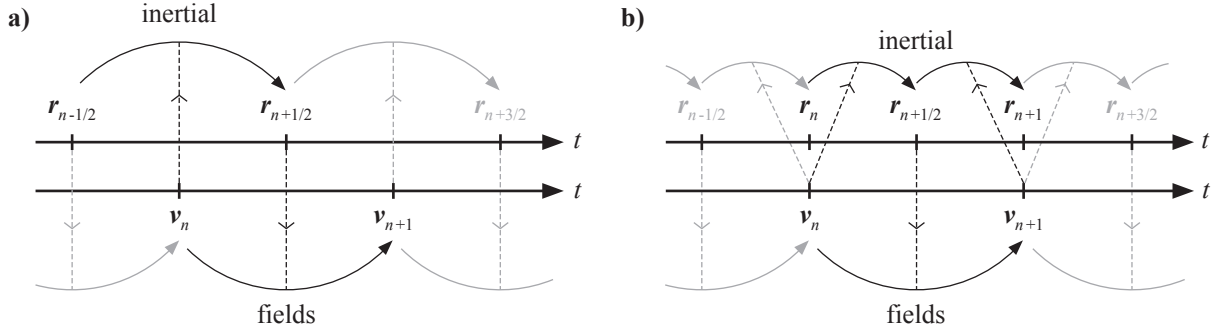 a)
inertial
r_{n-1/2} r_{n+1/2} r_{n+3/2}
t
t
v_n v_{n+1}
fields
b)
inertial
r_{n-1/2} r_n r_{n+1/2} r_{n+1} r_{n+3/2}
t
t
v_n v_{n+1}
fields